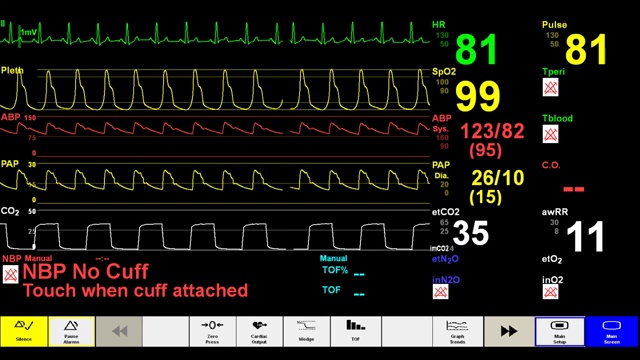 II
1mV
HR
130
50
81
Pulse
130
50
81
Pleth
SpO2
99
Tperi
ABP 150
75
0
ABP
Sys.
160
90
123/82
(95)
Tblood
PAP 30
15
0
PAP
Dia.
20
0
26/10
(15)
C.O.
--
CO2 50
25
0
etCO2
65
25
imCO2 4
35
awRR
30
8
11
NBP Manual --:--
NBP No Cuff
Touch when cuff attached
Manual
TOF% --
TOF --
etN2O
inN2O
etO2
inO2
Silence
Pause
Alarms
Zero
Press
Cardiac
Output
Wedge
TOF
Graph
Trends
Main
Setup
Main
Screen